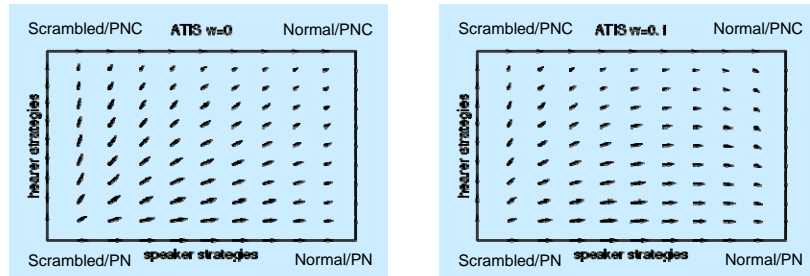 Scrambled/PNC ATIS w=0 Normal/PNC
hearer strategies
Scrambled/PN speaker strategies Normal/PN
Scrambled/PNC ATIS w=0.1 Normal/PNC
hearer strategies
Scrambled/PN speaker strategies Normal/PN